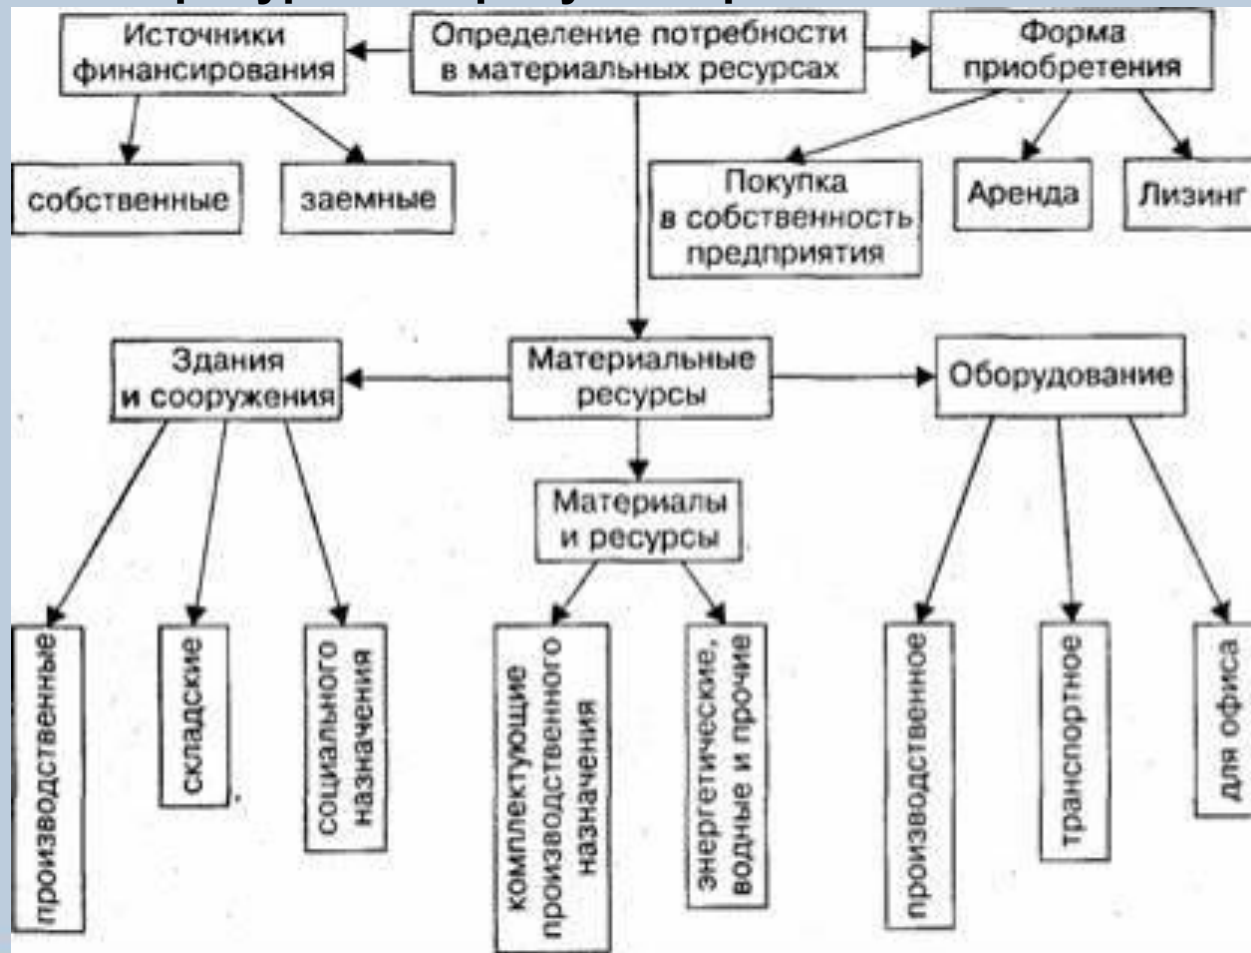 Источники
финансирования
Определение потребности
в материальных ресурсах
Форма
приобретения
собственные
заемные
Покупка
в собственность
предприятия
Аренда
Лизинг
Здания
и сооружения
Материальные
ресурсы
Оборудование
Материалы
и ресурсы
производственные
складские
социального
назначения
комплектующие
производственного
назначения
энергетические,
водные и прочие
производственное
транспортное
для офиса